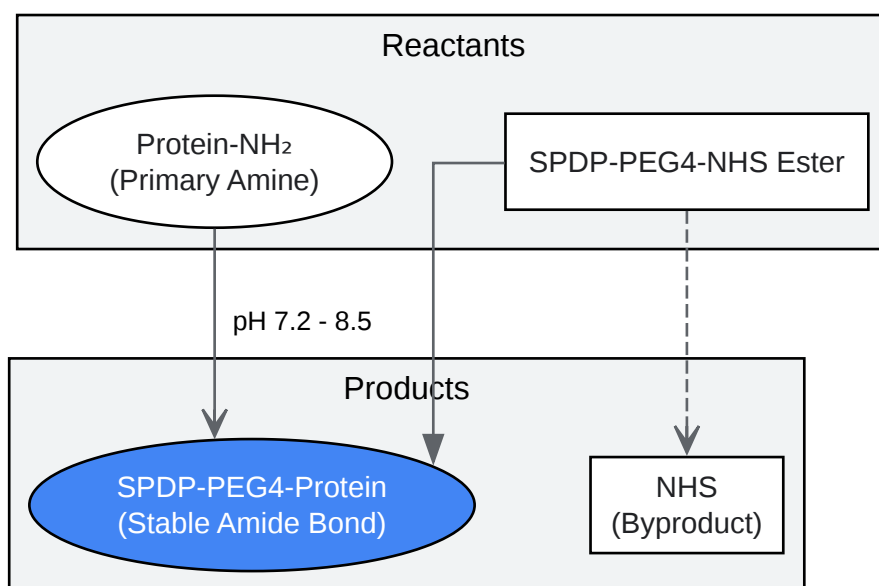 Reactants
Protein-NH₂
(Primary Amine)
SPDP-PEG4-NHS Ester
pH 7.2 - 8.5
Products
SPDP-PEG4-Protein
(Stable Amide Bond)
NHS
(Byproduct)